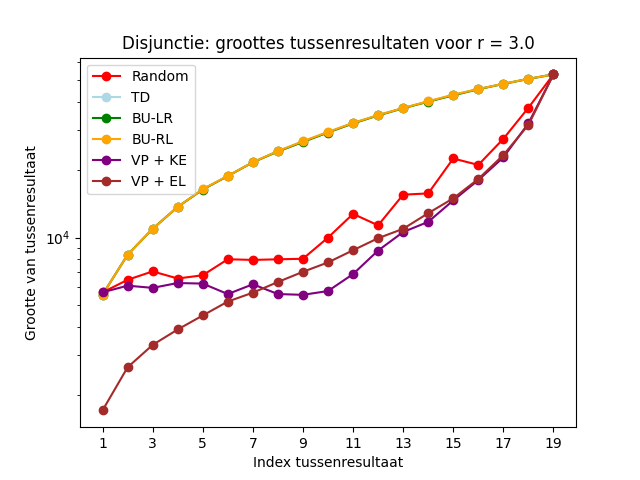 Disjunctie: groottes tussenresultaten voor r = 3.0
Random
TD
BU-LR
BU-RL
VP + KE
VP + EL
Grootte van tussenresultaat
10⁴
1 3 5 7 9 11 13 15 17 19
Index tussenresultaat